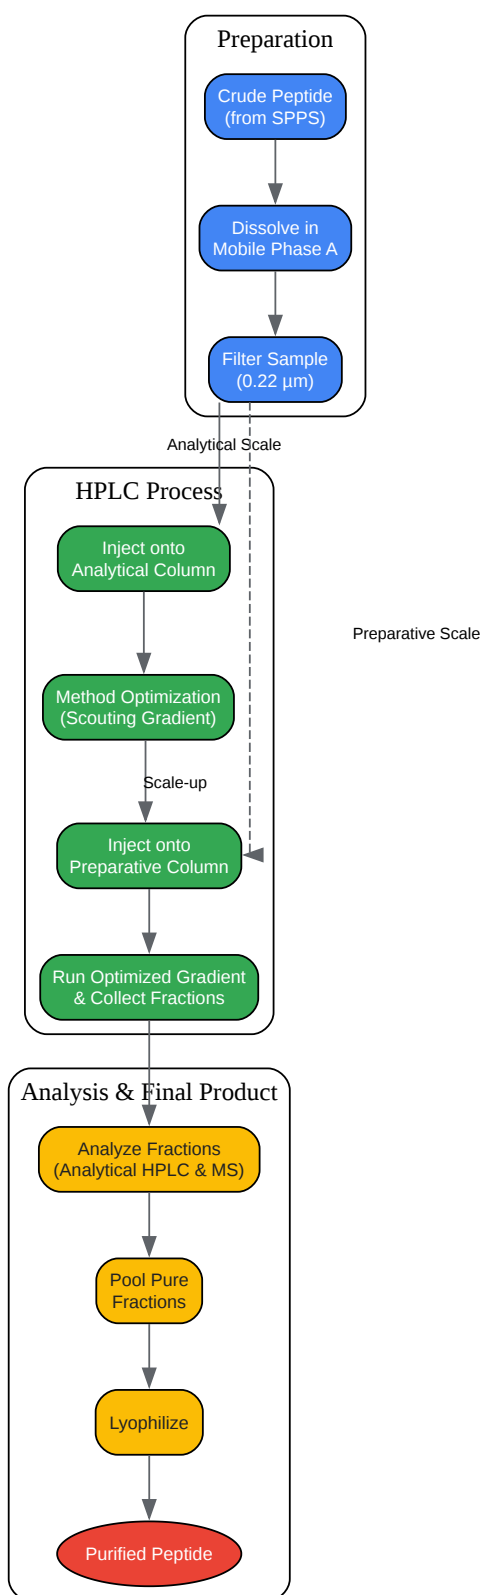 Preparation
Crude Peptide
(from SPPS)
Dissolve in
Mobile Phase A
Filter Sample
(0.22 µm)
Analytical Scale
HPLC Process
Inject onto
Analytical Column
Preparative Scale
Method Optimization
(Scouting Gradient)
Scale-up
Inject onto
Preparative Column
Run Optimized Gradient
& Collect Fractions
Analysis & Final Product
Analyze Fractions
(Analytical HPLC & MS)
Pool Pure
Fractions
Lyophilize
Purified Peptide